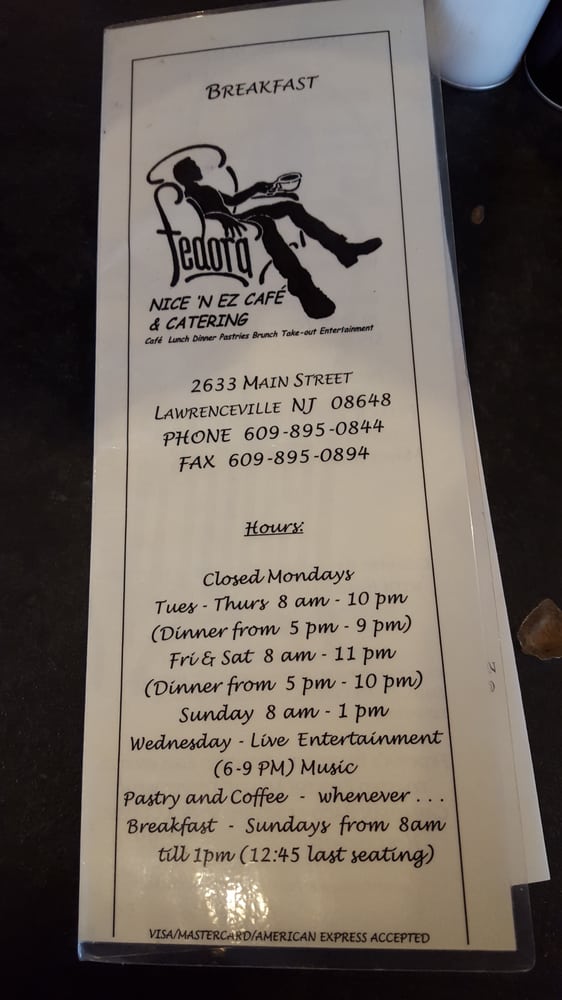 BREAKFAST
fedora
NICE 'N EZ CAFÉ
& CATERING
Café Lunch Dinner Pastries Brunch Take-out Entertainment
2633 MAIN STREET
LAWRENCEVILLE NJ 08648
PHONE 609-895-0844
FAX 609-895-0894
Hours:
Closed Mondays
Tues - Thurs 8 am - 10 pm
(Dinner from 5 pm - 9 pm)
Fri & Sat 8 am - 11 pm
(Dinner from 5 pm - 10 pm)
Sunday 8 am - 1 pm
Wednesday - Live Entertainment
(6-9 PM) Music
Pastry and Coffee - whenever . . .
Breakfast - Sundays from 8am
till 1pm (12:45 last seating)
VISA/MASTERCARD/AMERICAN EXPRESS ACCEPTED